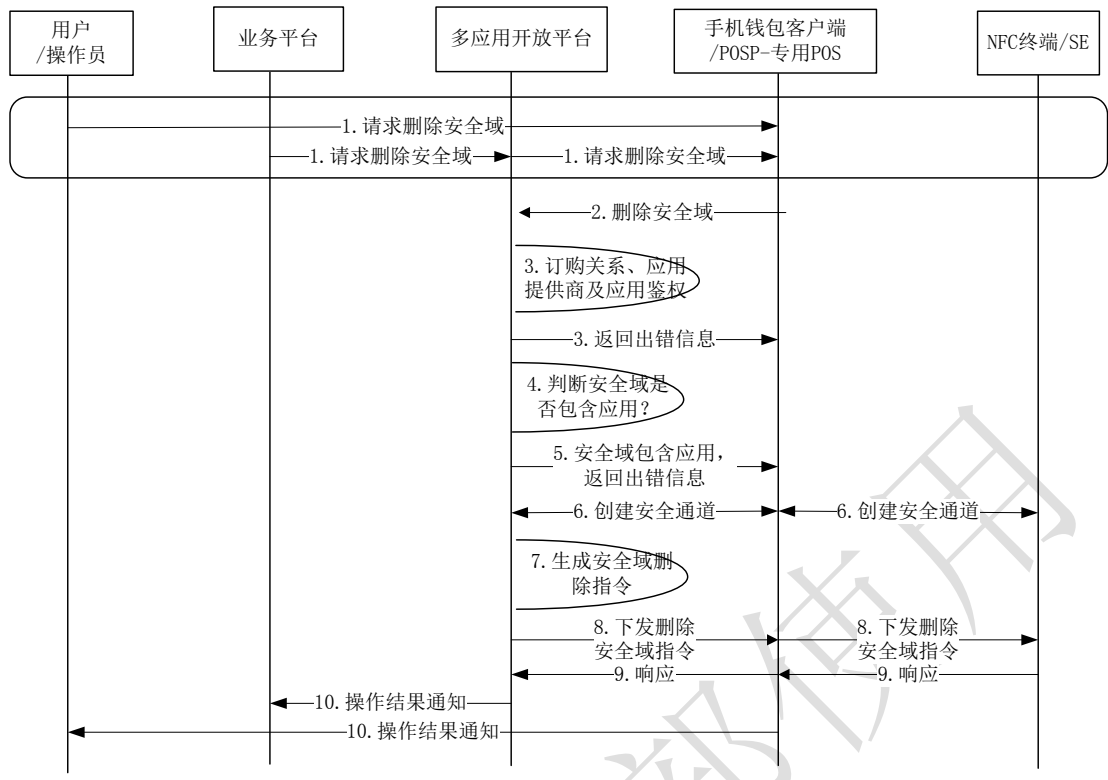 用户
/操作员
业务平台
多应用开放平台
手机钱包客户端
/POSP-专用POS
NFC终端/SE
1.请求删除安全域
1.请求删除安全域
1.请求删除安全域
2.删除安全域
3.订购关系、应用
提供商及应用鉴权
3.返回出错信息
4.判断安全域是
否包含应用？
5.安全域包含应用，
返回出错信息
6.创建安全通道
6.创建安全通道
7.生成安全域删
除指令
8.下发删除
安全域指令
8.下发删除
安全域指令
9.响应
9.响应
10.操作结果通知
10.操作结果通知
部使用